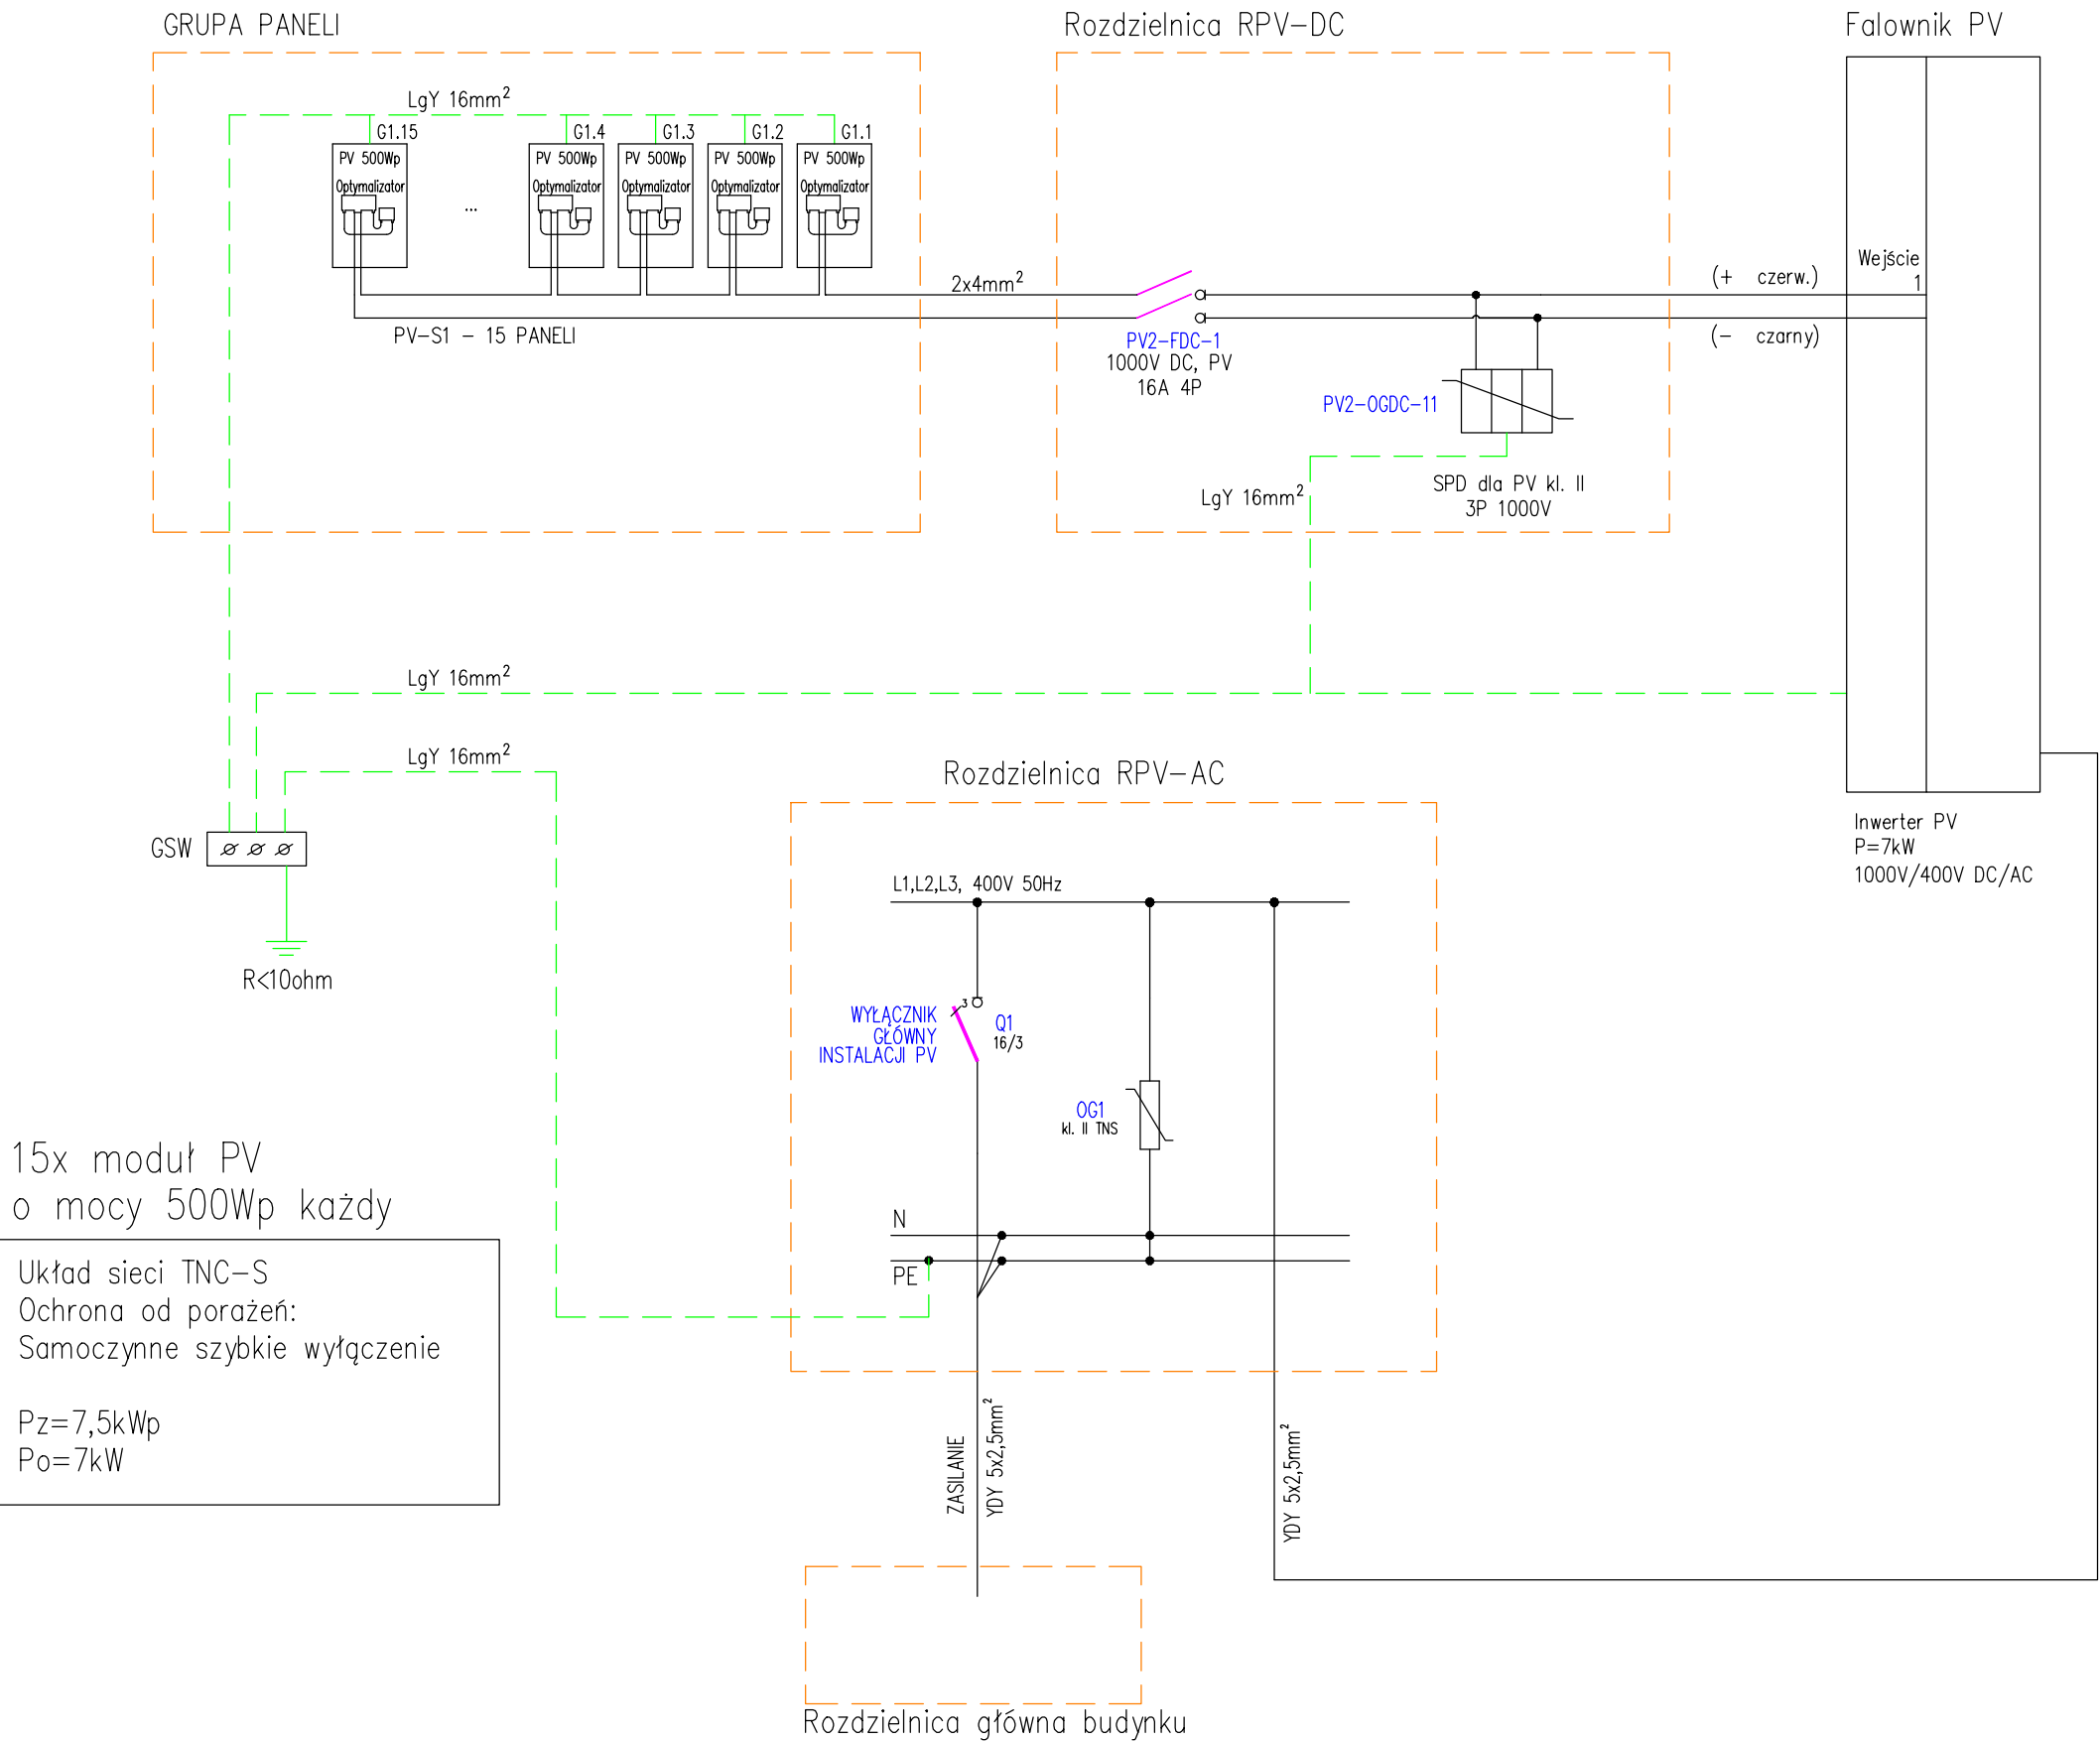 GRUPA PANELI
Rozdzielnica RPV-DC
Falownik PV
LgY 16mm²
G1.15
G1.4
G1.3
G1.2
G1.1
PV 500Wp
PV 500Wp
PV 500Wp
PV 500Wp
PV 500Wp
Optymalizator
Optymalizator
Optymalizator
Optymalizator
Optymalizator
...
PV-S1 - 15 PANELI
2x4mm²
PV2-FDC-1
1000V DC, PV
16A 4P
PV2-OGDC-11
SPD dla PV kl. II
3P 1000V
LgY 16mm²
(+ czerw.)
(- czarny)
Wejście
1
LgY 16mm²
LgY 16mm²
GSW
R<10ohm
Inwerter PV
P=7kW
1000V/400V DC/AC
Rozdzielnica RPV-AC
L1,L2,L3, 400V 50Hz
WYŁĄCZNIK
GŁÓWNY
INSTALACJI PV
3
Q1
16/3
OG1
kl. II TNS
N
PE
ZASILANIE
YDY 5x2,5mm²
YDY 5x2,5mm²
15x moduł PV
o mocy 500Wp każdy
Układ sieci TNC-S
Ochrona od porażeń:
Samoczynne szybkie wyłączenie
Pz=7,5kWp
Po=7kW
Rozdzielnica główna budynku